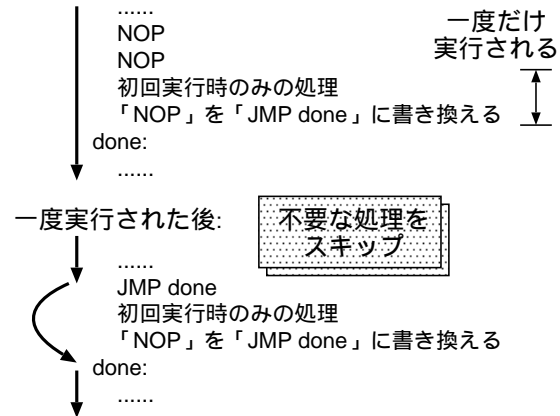 ......
NOP
NOP
初回実行時のみの処理
「NOP」を「JMP done」に書き換える
done:
......
一度だけ
実行される
一度実行された後:
不要な処理を
スキップ
......
JMP done
初回実行時のみの処理
「NOP」を「JMP done」に書き換える
done:
......